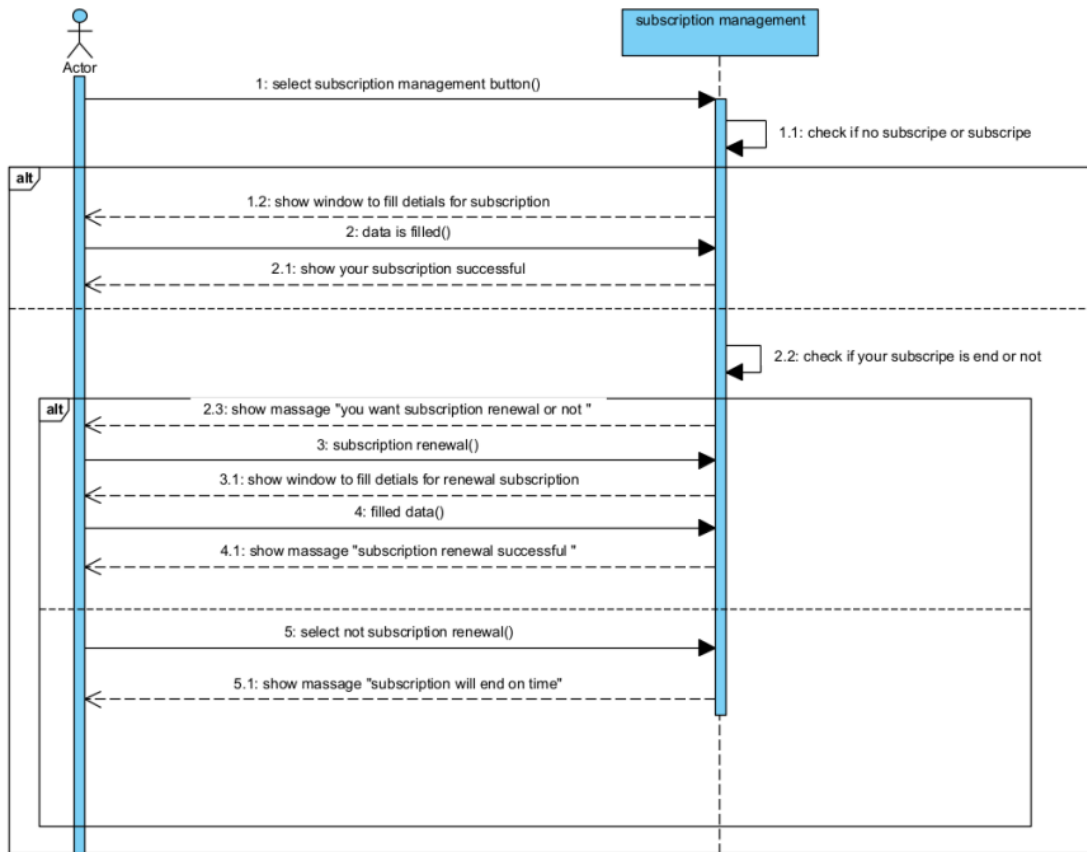 subscription management
Actor
1: select subscription management button()
1.1: check if no subscripe or subscripe
alt
1.2: show window to fill detials for subscription
2: data is filled()
2.1: show your subscription successful
2.2: check if your subscripe is end or not
alt
2.3: show massage "you want subscription renewal or not "
3: subscription renewal()
3.1: show window to fill detials for renewal subscription
4: filled data()
4.1: show massage "subscription renewal successful "
5: select not subscription renewal()
5.1: show massage "subscription will end on time"